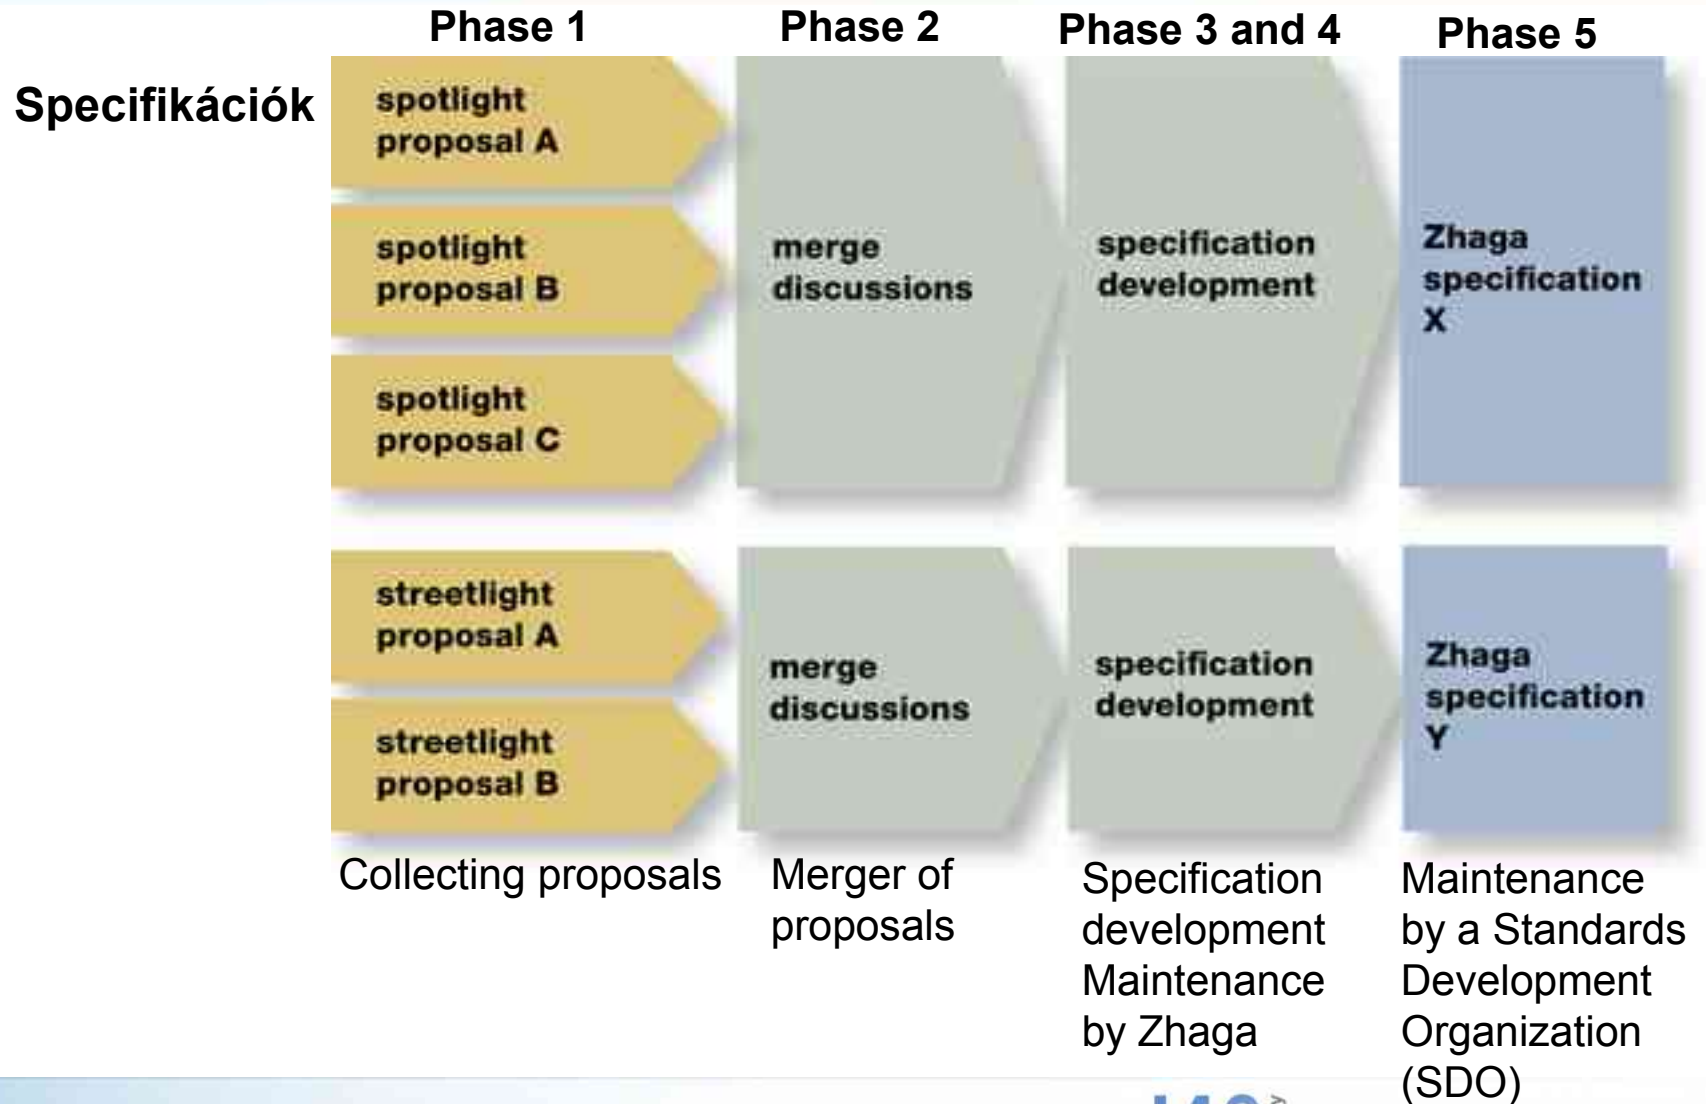 Phase 1
Phase 2
Phase 3 and 4
Phase 5
Specifikációk
spotlight
proposal A
spotlight
proposal B
spotlight
proposal C
merge
discussions
specification
development
Zhaga
specification
X
streetlight
proposal A
streetlight
proposal B
merge
discussions
specification
development
Zhaga
specification
Y
Collecting proposals
Merger of
proposals
Specification
development
Maintenance
by Zhaga
Maintenance
by a Standards
Development
Organization
(SDO)